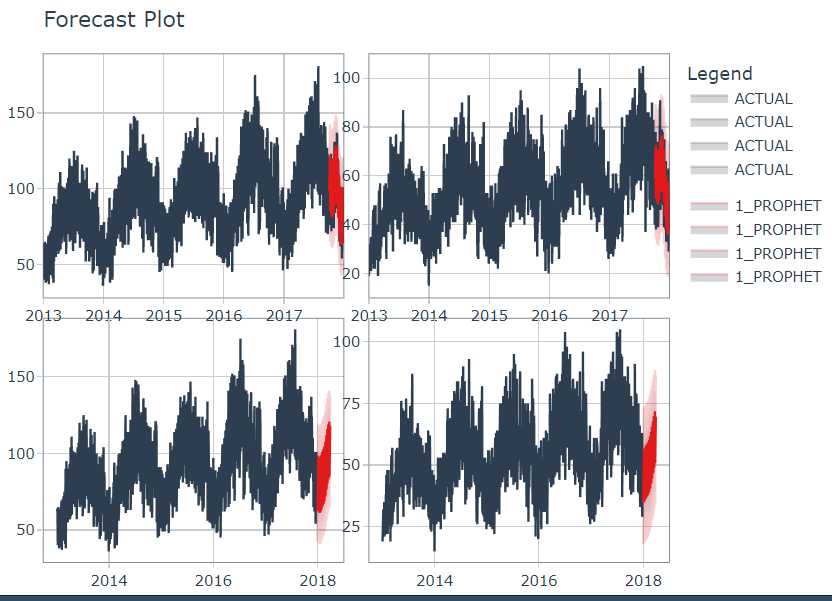 Forecast Plot
2013 2014 2015 2016 2017
150
100
50
100
80
60
40
20
2013 2014 2015 2016 2017
150
100
50
2014 2016 2018
100
75
50
25
2014 2016 2018
Legend
ACTUAL
ACTUAL
ACTUAL
ACTUAL
1_PROPHET
1_PROPHET
1_PROPHET
1_PROPHET